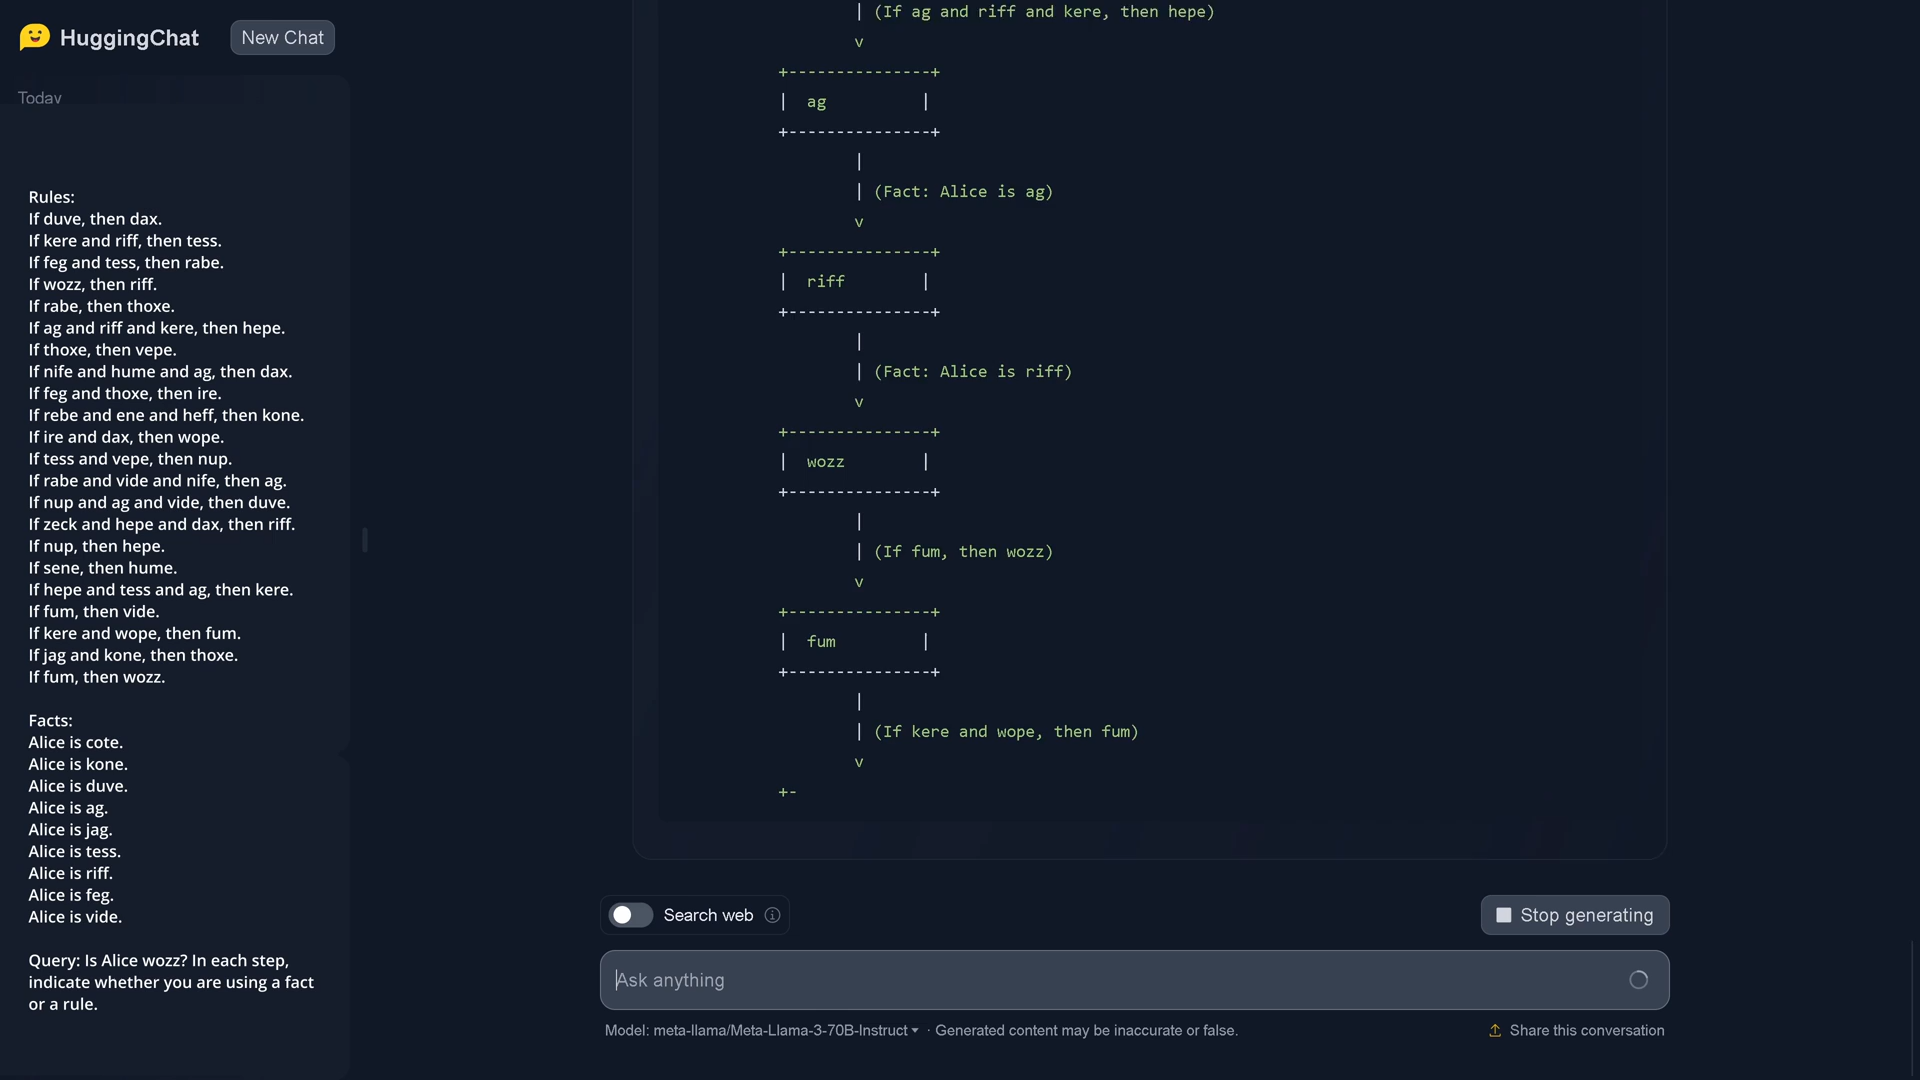 HuggingChat
New Chat
Today
Rules:
If duve, then dax.
If kere and riff, then tess.
If feg and tess, then rabe.
If wozz, then riff.
If rabe, then thoxe.
If ag and riff and kere, then hepe.
If thoxe, then vepe.
If nife and hume and ag, then dax.
If feg and thoxe, then ire.
If rebe and ene and heff, then kone.
If ire and dax, then wope.
If tess and vepe, then nup.
If rabe and vide and nife, then ag.
If nup and ag and vide, then duve.
If zeck and hepe and dax, then riff.
If nup, then hepe.
If sene, then hume.
If hepe and tess and ag, then kere.
If fum, then vide.
If kere and wope, then fum.
If jag and kone, then thoxe.
If fum, then wozz.
Facts:
Alice is cote.
Alice is kone.
Alice is duve.
Alice is ag.
Alice is jag.
Alice is tess.
Alice is riff.
Alice is feg.
Alice is vide.
Query: Is Alice wozz? In each step,
indicate whether you are using a fact
or a rule.
| (If ag and riff and kere, then hepe)
v
+---------------+
|  ag          |
+---------------+
|
| (Fact: Alice is ag)
v
+---------------+
|  riff        |
+---------------+
|
| (Fact: Alice is riff)
v
+---------------+
|  wozz        |
+---------------+
|
| (If fum, then wozz)
v
+---------------+
|  fum         |
+---------------+
|
| (If kere and wope, then fum)
v
+-
Search web
Stop generating
Ask anything
Model: meta-llama/Meta-Llama-3-70B-Instruct · Generated content may be inaccurate or false.
Share this conversation